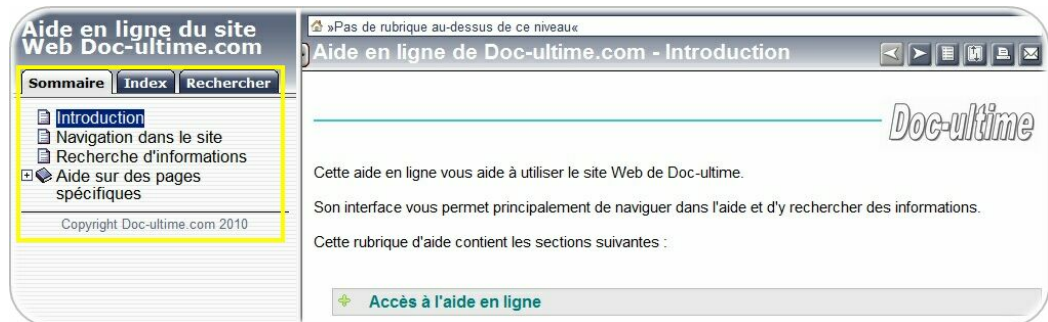 Aide en ligne du site
Web Doc-ultime.com
Sommaire Index Rechercher
Introduction
Navigation dans le site
Recherche d'informations
Aide sur des pages
spécifiques
Copyright Doc-ultime.com 2010
»Pas de rubrique au-dessus de ce niveau«
Aide en ligne de Doc-ultime.com - Introduction
Doc-ultime
Cette aide en ligne vous aide à utiliser le site Web de Doc-ultime.
Son interface vous permet principalement de naviguer dans l'aide et d'y rechercher des informations.
Cette rubrique d'aide contient les sections suivantes :
Accès à l'aide en ligne